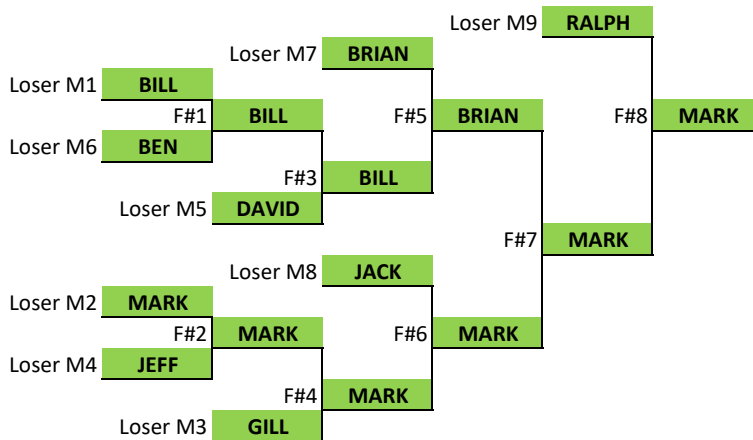 Loser M9 RALPH
Loser M7 BRIAN
Loser M1 BILL
F#1 BILL F#5 BRIAN F#8 MARK
Loser M6 BEN
F#3 BILL
Loser M5 DAVID
F#7 MARK
Loser M8 JACK
Loser M2 MARK
F#2 MARK F#6 MARK
Loser M4 JEFF
F#4 MARK
Loser M3 GILL